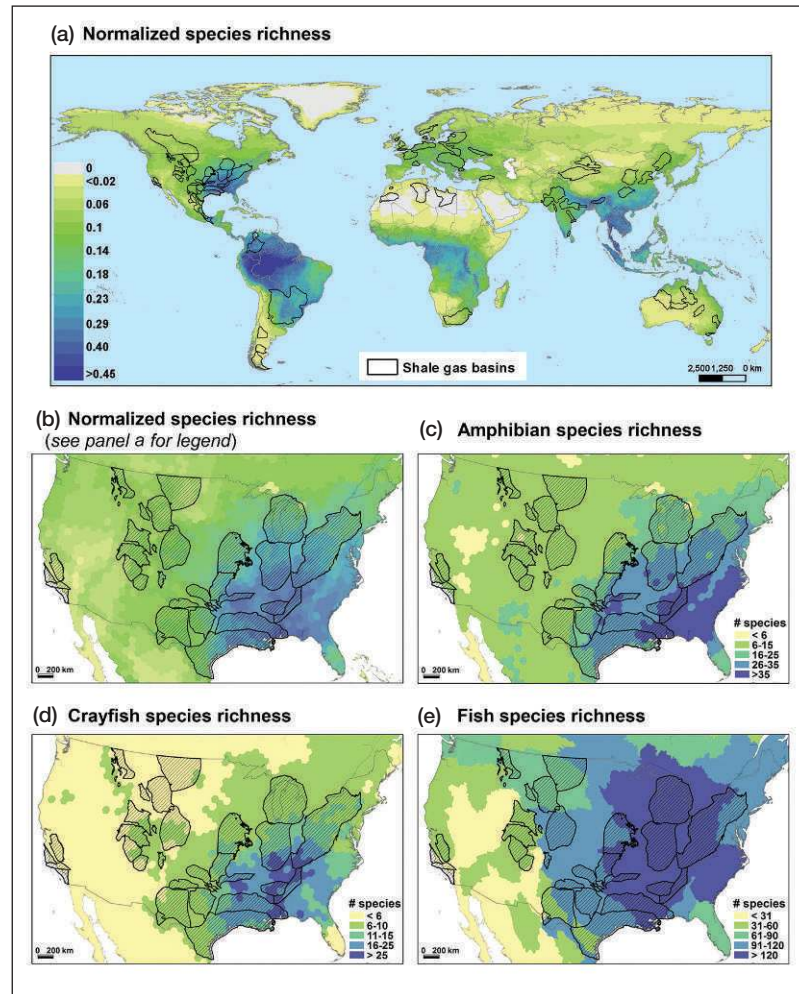 (a) Normalized species richness
0
<0.02
0.06
0.1
0.14
0.18
0.23
0.29
0.40
>0.45
Shale gas basins
2,500 1,250 0 km
(b) Normalized species richness
(see panel a for legend)
0 200 km
(c) Amphibian species richness
# species
< 6
6-15
16-25
26-35
>35
0 200 km
(d) Crayfish species richness
# species
< 6
6-10
11-15
16-25
> 25
0 200 km
(e) Fish species richness
# species
< 31
31-60
61-90
91-120
> 120
0 200 km